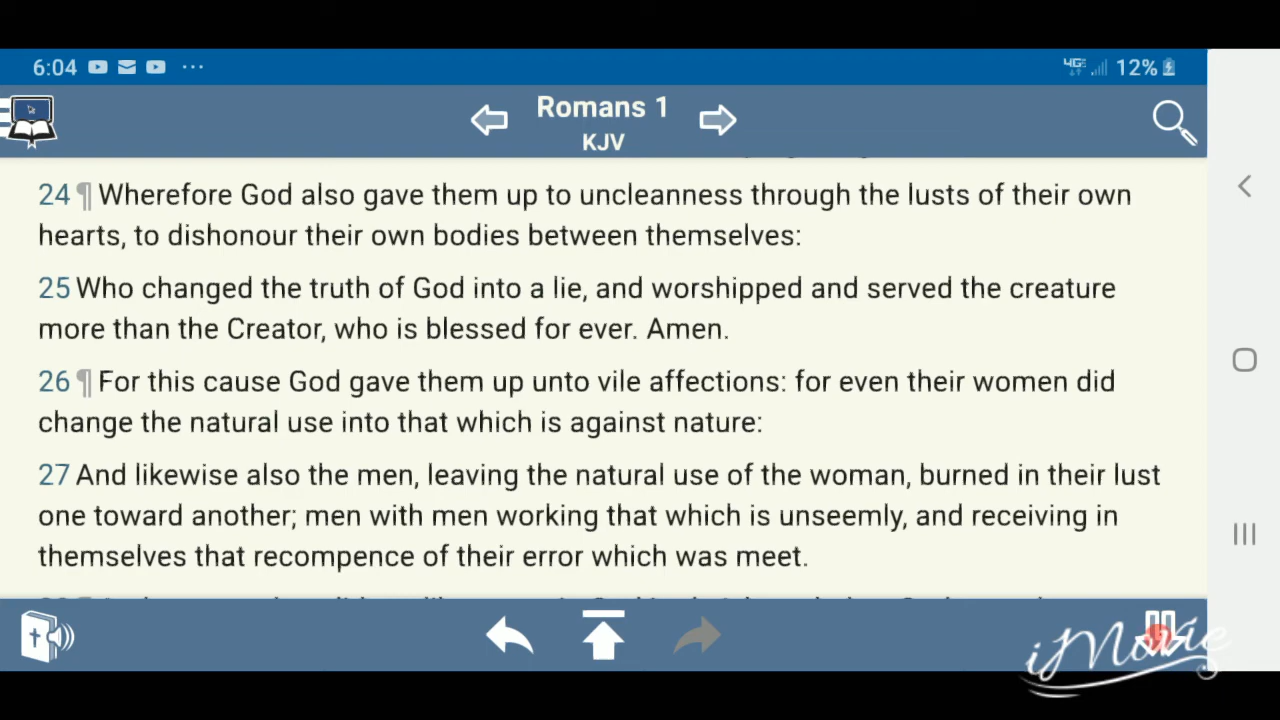 6:04 ... 4GE 12%
Romans 1
KJV
24 ¶ Wherefore God also gave them up to uncleanness through the lusts of their own
hearts, to dishonour their own bodies between themselves:
25 Who changed the truth of God into a lie, and worshipped and served the creature
more than the Creator, who is blessed for ever. Amen.
26 ¶ For this cause God gave them up unto vile affections: for even their women did
change the natural use into that which is against nature:
27 And likewise also the men, leaving the natural use of the woman, burned in their lust
one toward another; men with men working that which is unseemly, and receiving in
themselves that recompence of their error which was meet.
iMovie